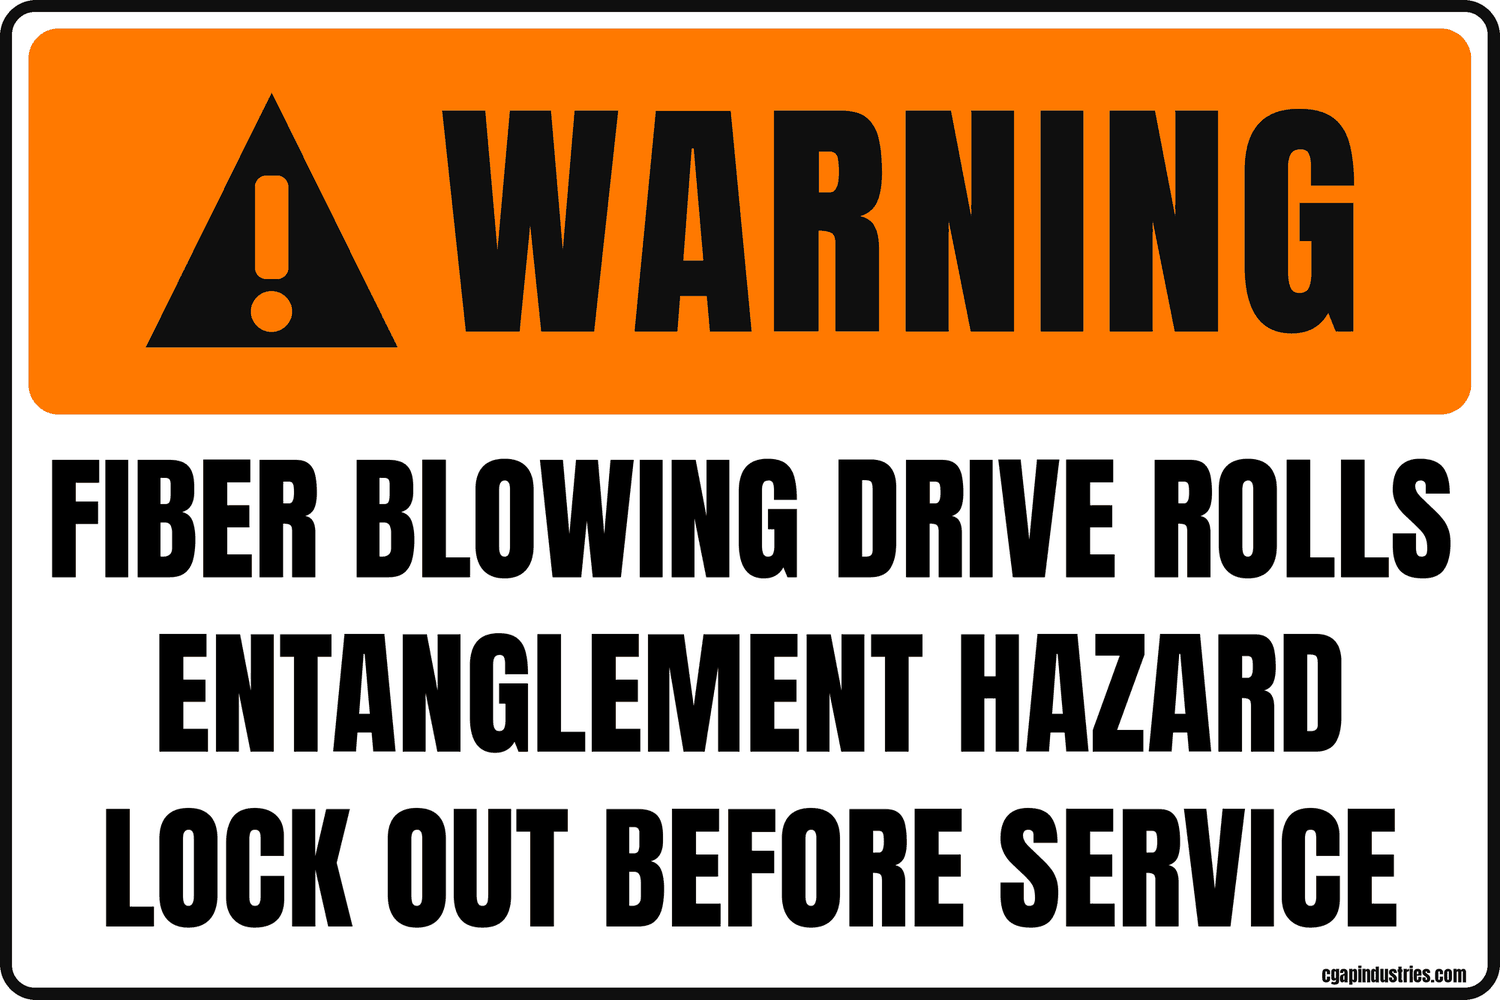 WARNING
FIBER BLOWING DRIVE ROLLS
ENTANGLEMENT HAZARD
LOCK OUT BEFORE SERVICE
cgapindustries.com